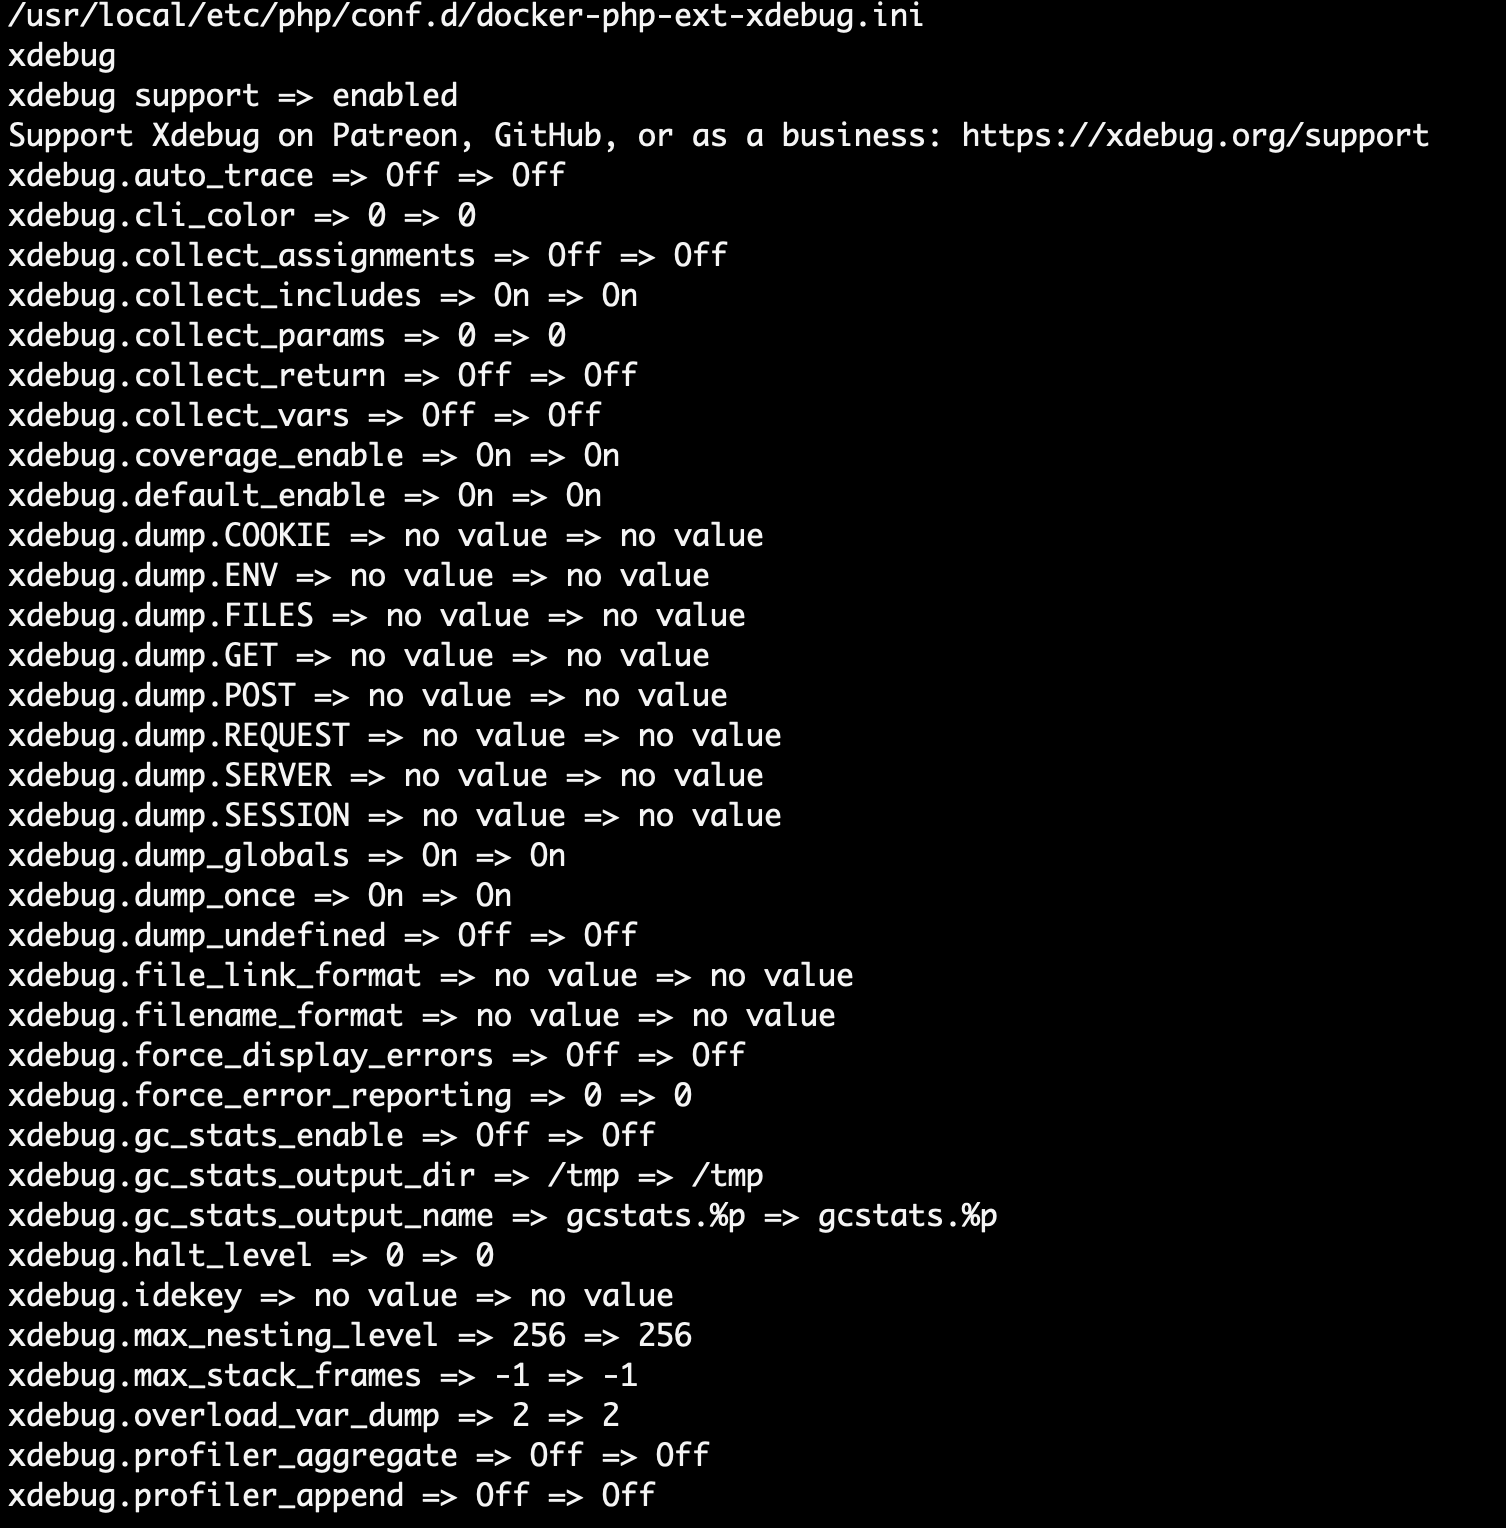 /usr/local/etc/php/conf.d/docker-php-ext-xdebug.ini
xdebug
xdebug support => enabled
Support Xdebug on Patreon, GitHub, or as a business: https://xdebug.org/support
xdebug.auto_trace => Off => Off
xdebug.cli_color => 0 => 0
xdebug.collect_assignments => Off => Off
xdebug.collect_includes => On => On
xdebug.collect_params => 0 => 0
xdebug.collect_return => Off => Off
xdebug.collect_vars => Off => Off
xdebug.coverage_enable => On => On
xdebug.default_enable => On => On
xdebug.dump.COOKIE => no value => no value
xdebug.dump.ENV => no value => no value
xdebug.dump.FILES => no value => no value
xdebug.dump.GET => no value => no value
xdebug.dump.POST => no value => no value
xdebug.dump.REQUEST => no value => no value
xdebug.dump.SERVER => no value => no value
xdebug.dump.SESSION => no value => no value
xdebug.dump_globals => On => On
xdebug.dump_once => On => On
xdebug.dump_undefined => Off => Off
xdebug.file_link_format => no value => no value
xdebug.filename_format => no value => no value
xdebug.force_display_errors => Off => Off
xdebug.force_error_reporting => 0 => 0
xdebug.gc_stats_enable => Off => Off
xdebug.gc_stats_output_dir => /tmp => /tmp
xdebug.gc_stats_output_name => gcstats.%p => gcstats.%p
xdebug.halt_level => 0 => 0
xdebug.idekey => no value => no value
xdebug.max_nesting_level => 256 => 256
xdebug.max_stack_frames => -1 => -1
xdebug.overload_var_dump => 2 => 2
xdebug.profiler_aggregate => Off => Off
xdebug.profiler_append => Off => Off